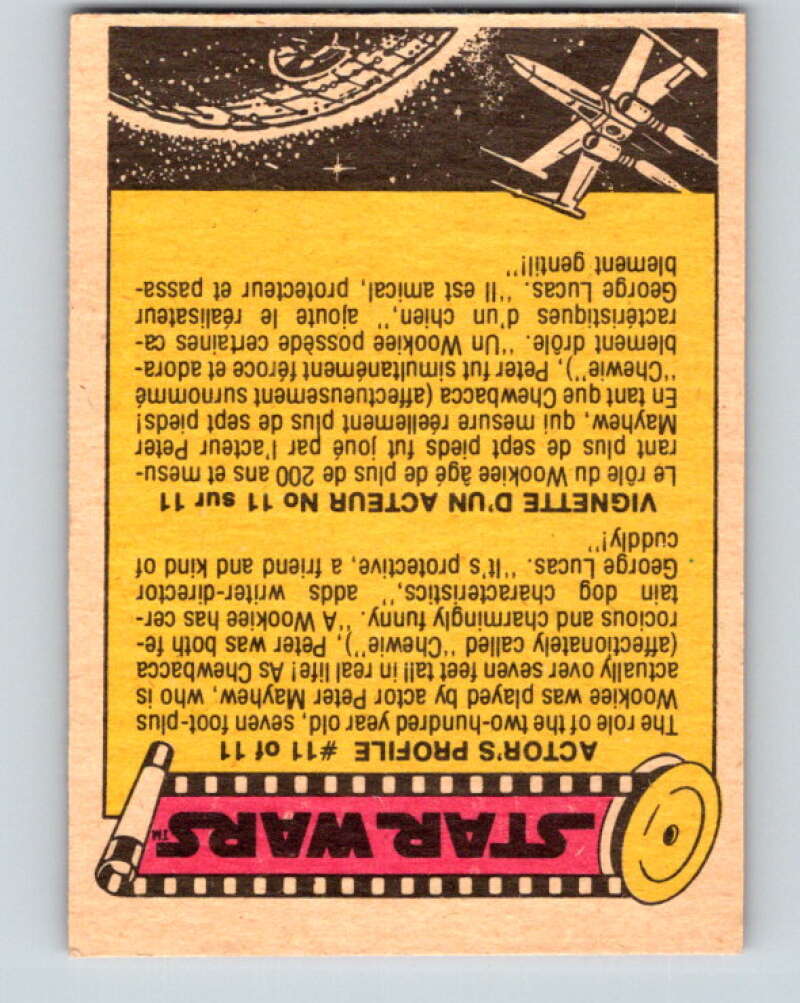 STAR WARS™
ACTOR'S PROFILE #11 of 11
The role of the two-hundred year old, seven foot-plus
Wookiee was played by actor Peter Mayhew, who is
actually over seven feet tall in real life! As Chewbacca
(affectionately called "Chewie"), Peter was both fe-
rocious and charmingly funny. "A Wookiee has cer-
tain dog characteristics," adds writer-director
George Lucas. "It's protective, a friend and kind of
cuddly!"
VIGNETTE D'UN ACTEUR No 11 sur 11
Le rôle du Wookiee âgé de plus de 200 ans et mesu-
rant plus de sept pieds fut joué par l'acteur Peter
Mayhew, qui mesure réellement plus de sept pieds!
En tant que Chewbacca (affectueusement surnommé
"Chewie"), Peter fut simultanément féroce et adora-
blement drôle. "Un Wookiee possède certaines ca-
ractéristiques d'un chien," ajoute le réalisateur
George Lucas. "Il est amical, protecteur et passa-
blement gentil!"